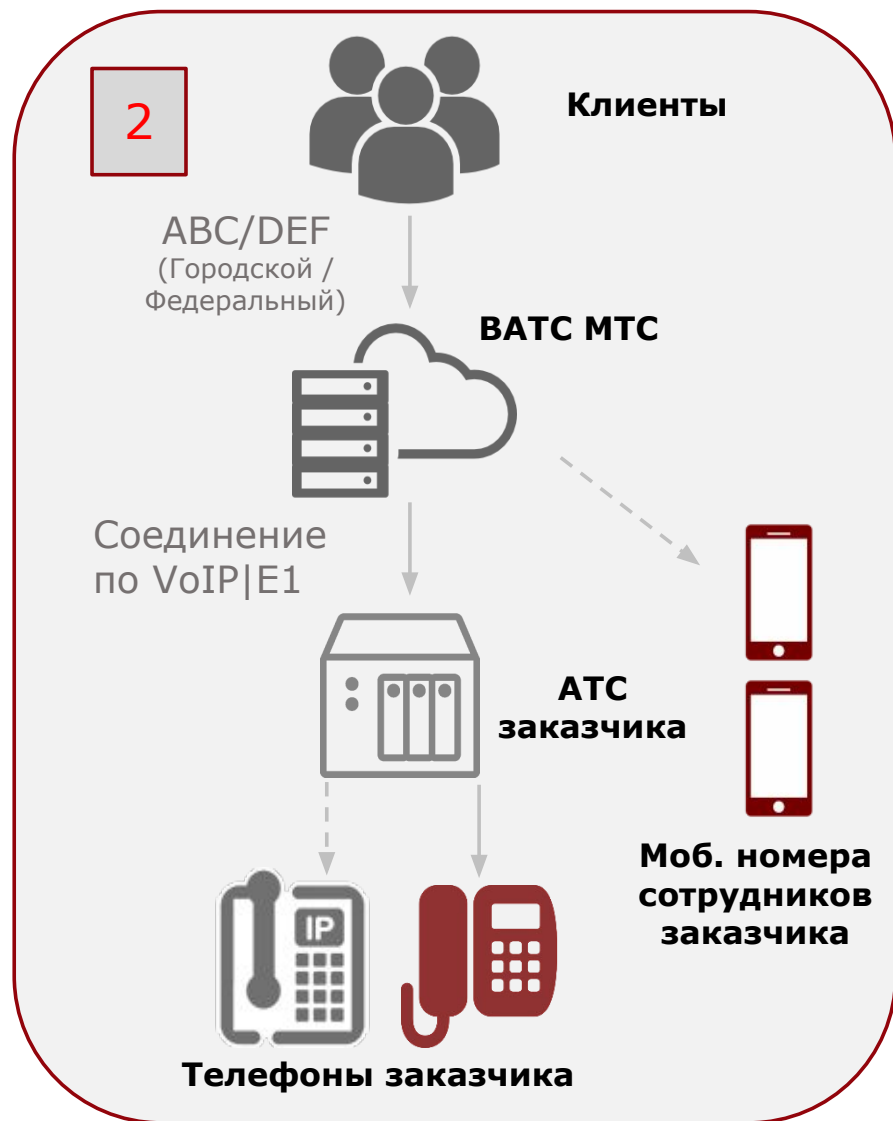 2
Клиенты
ABC/DEF
(Городской /
Федеральный)
ВАТС МТС
Соединение
по VoIP|E1
АТС
заказчика
Моб. номера
сотрудников
заказчика
IP
Телефоны заказчика